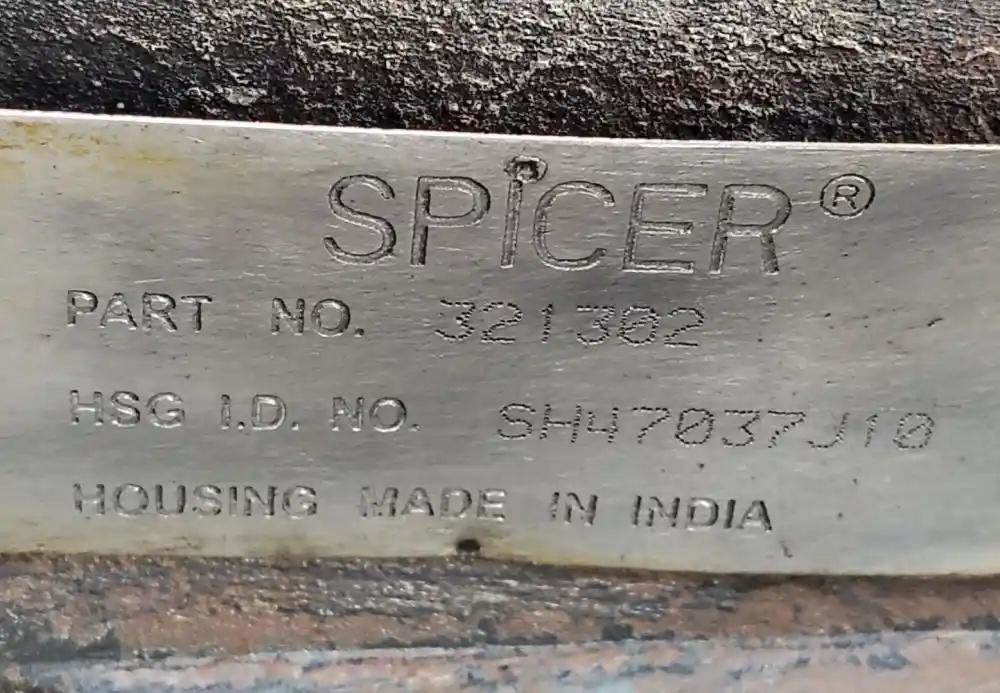 SPICER®
PART NO. 321302
HSG I.D. NO. SH47037J10
HOUSING MADE IN INDIA